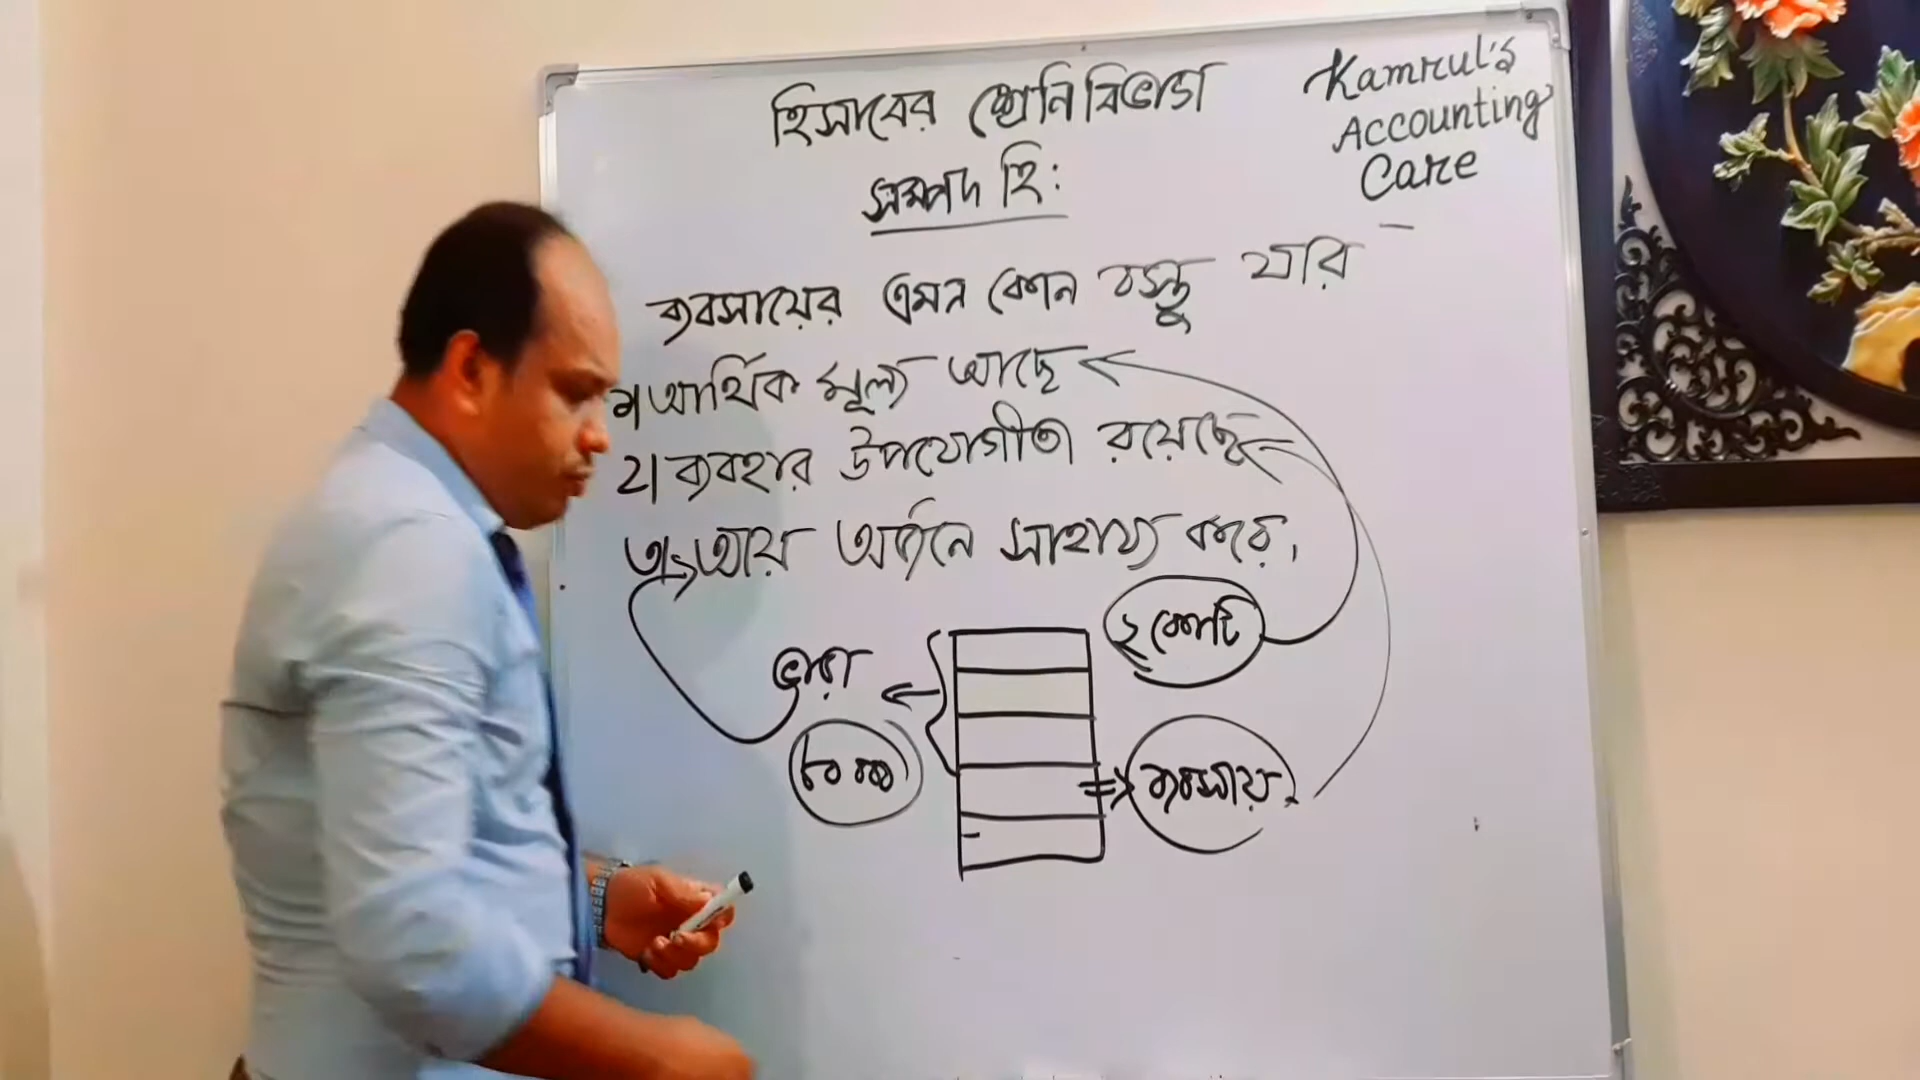 হিসাবের শ্রেনি বিভাগ
সম্পদ হি:
Kamrul's
Accounting
Care
ব্যবসায়ের এমন কোন বস্তু যার
১। আর্থিক মূল্য আছে
২। ব্যবহার উপযোগীতা রয়েছে
৩। আয় অর্জনে সাহায্য করে।
২ কোটি
ভারা
ব্যবসায়